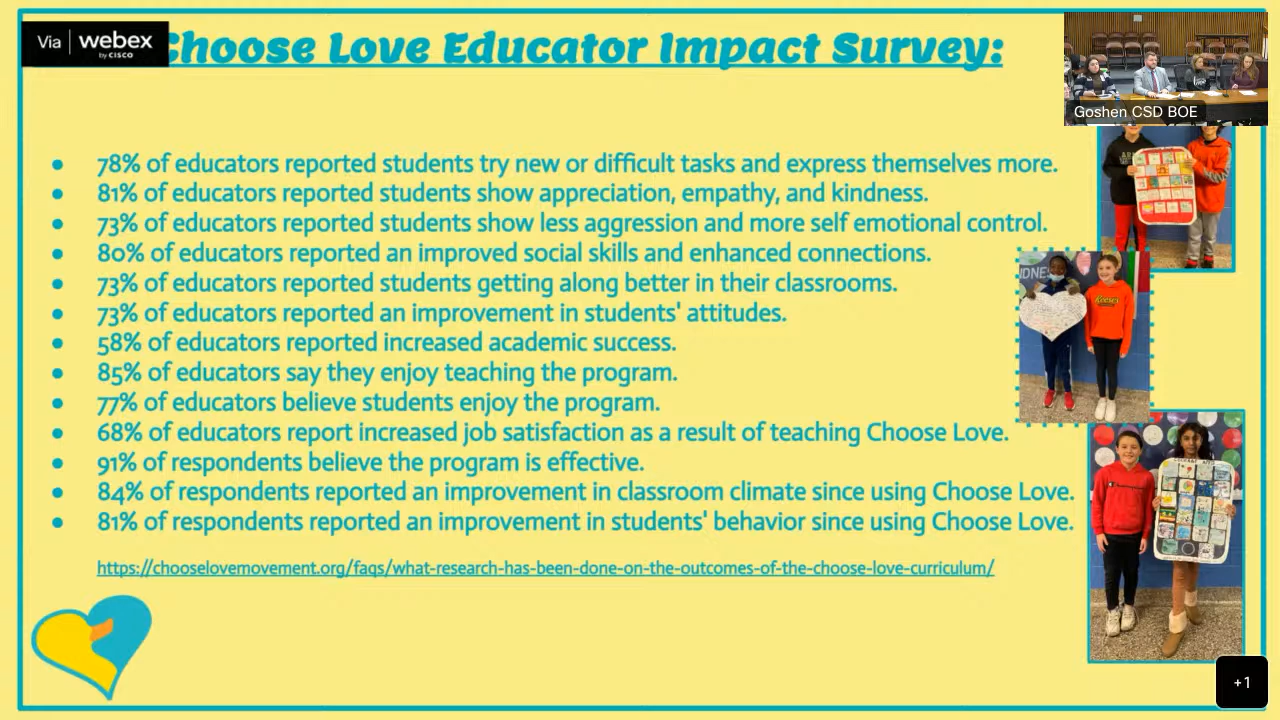 Via webex
by CISCO
Choose Love Educator Impact Survey:
Goshen CSD BOE
78% of educators reported students try new or difficult tasks and express themselves more.
81% of educators reported students show appreciation, empathy, and kindness.
73% of educators reported students show less aggression and more self emotional control.
80% of educators reported an improved social skills and enhanced connections.
73% of educators reported students getting along better in their classrooms.
73% of educators reported an improvement in students' attitudes.
58% of educators reported increased academic success.
85% of educators say they enjoy teaching the program.
77% of educators believe students enjoy the program.
68% of educators report increased job satisfaction as a result of teaching Choose Love.
91% of respondents believe the program is effective.
84% of respondents reported an improvement in classroom climate since using Choose Love.
81% of respondents reported an improvement in students' behavior since using Choose Love.
https://chooselovemovement.org/faqs/what-research-has-been-done-on-the-outcomes-of-the-choose-love-curriculum/
REESE'S
+1